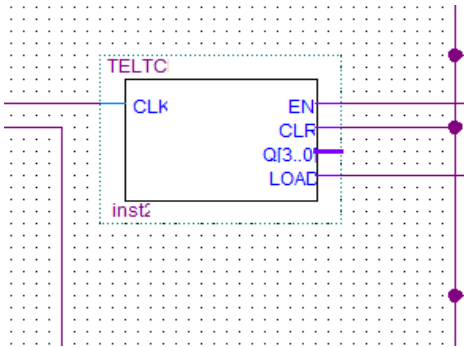 TELTC
CLK EN
CLR
Q[3..0]
LOAD
inst2